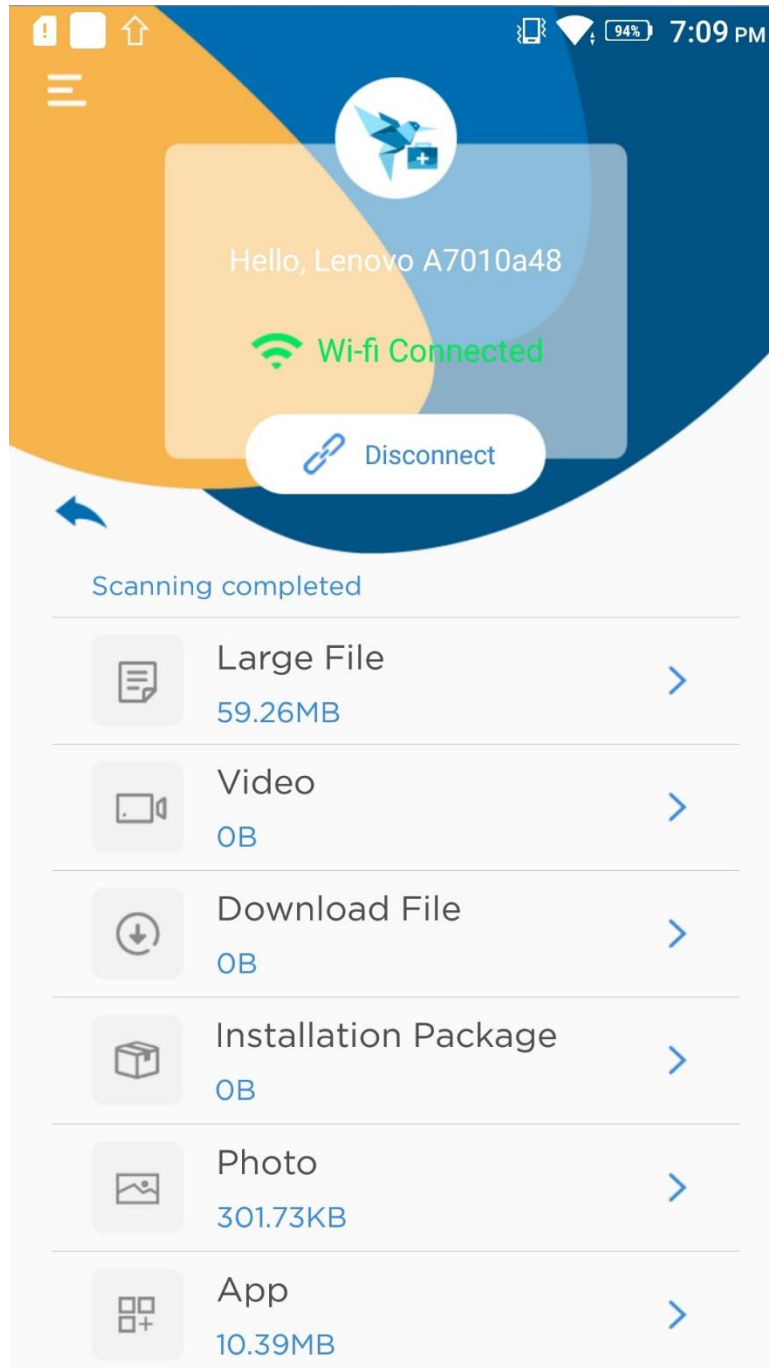 94% 7:09 PM
Hello, Lenovo A7010a48
Wi-fi Connected
Disconnect
Scanning completed
Large File
59.26MB
Video
0B
Download File
0B
Installation Package
0B
Photo
301.73KB
App
10.39MB